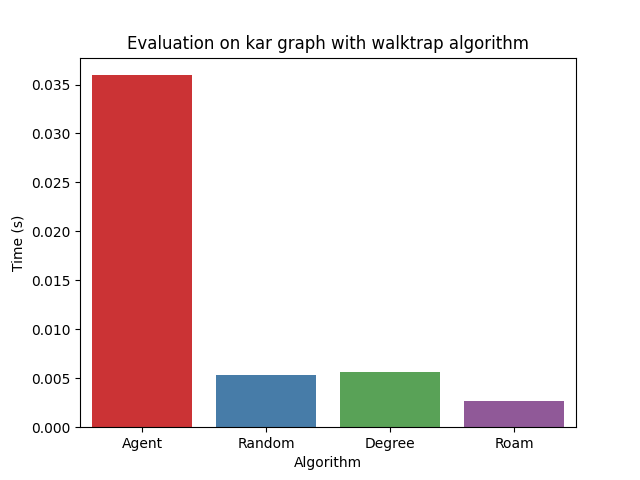 Evaluation on kar graph with walktrap algorithm
Time (s)
0.035
0.030
0.025
0.020
0.015
0.010
0.005
0.000
Agent
Random
Degree
Roam
Algorithm